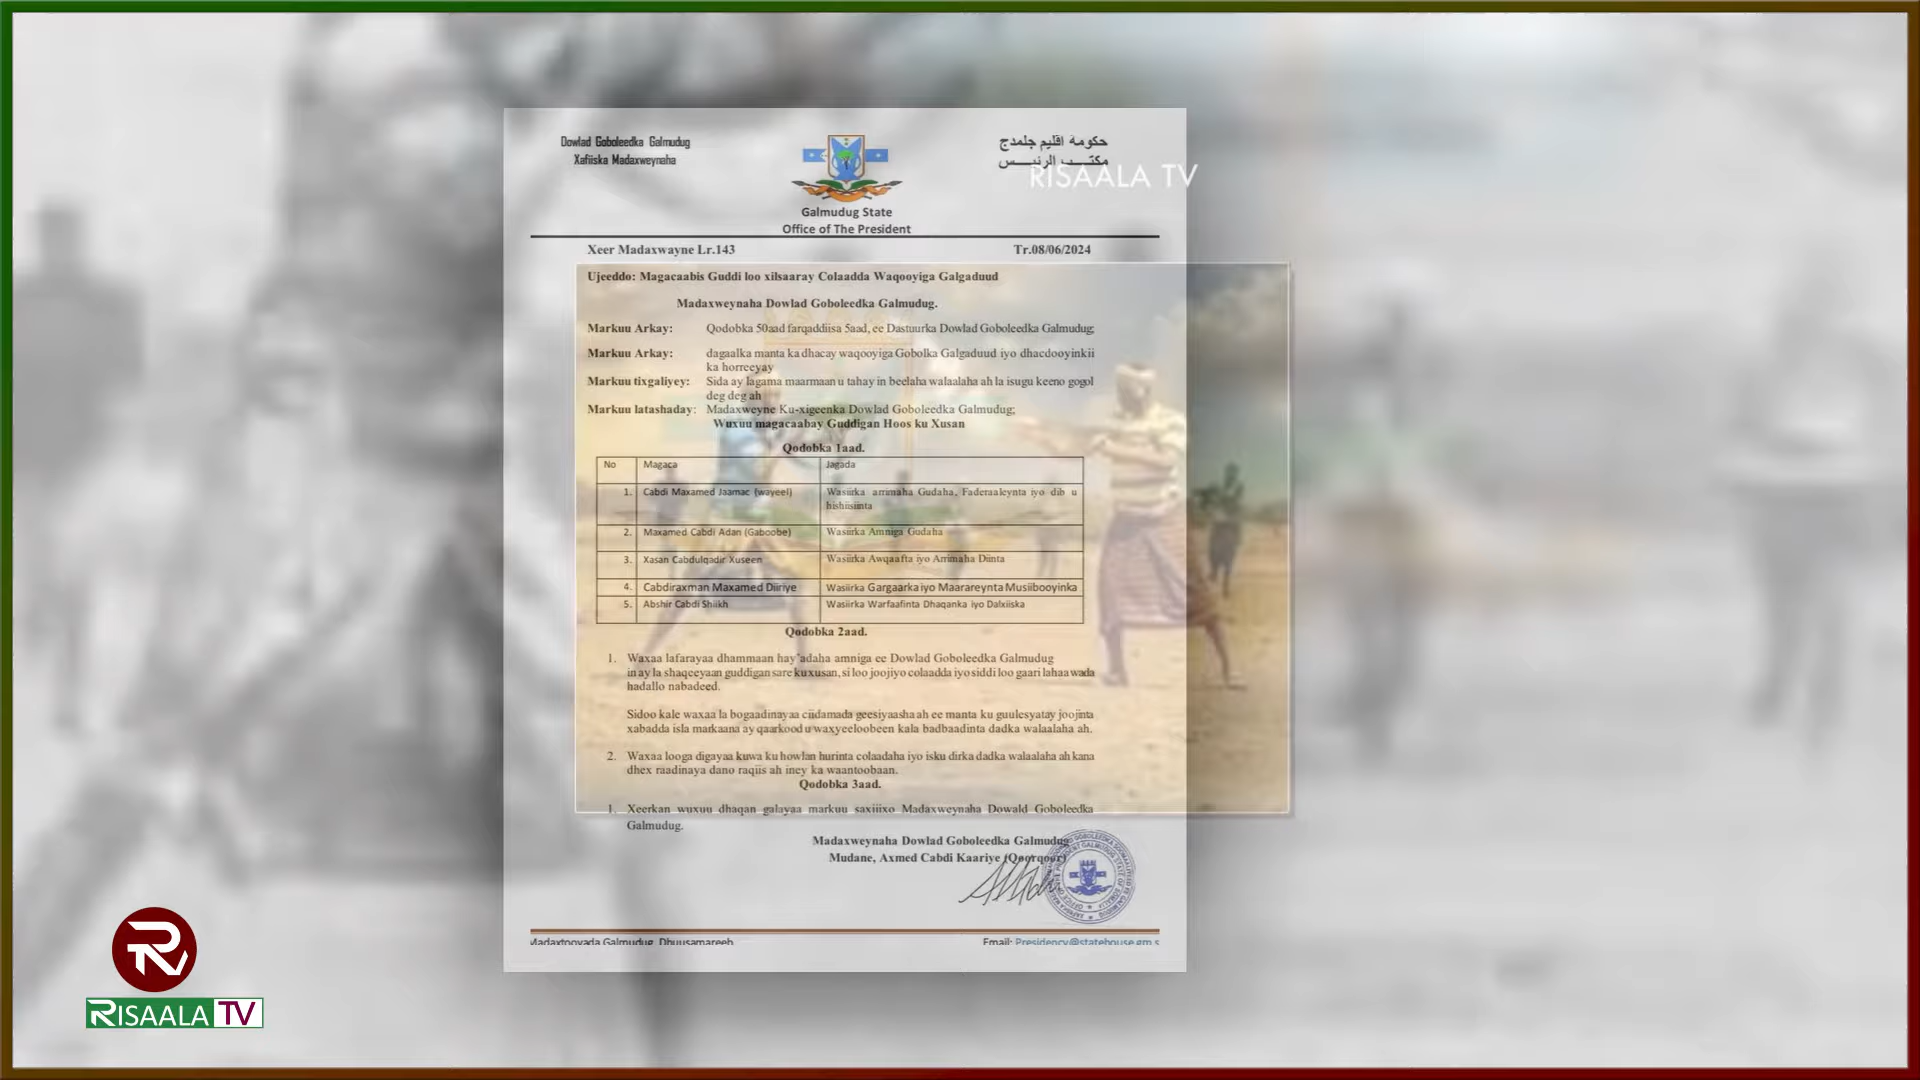 Dowlad Goboleedka Galmudug
Xafiiska Madaxweynaha
حكومة اقليم جلمدج
مكتب الرئيس
RISAALA TV
Galmudug State
Office of The President
Xeer Madaxwayne Lr.143
Tr.08/06/2024
Ujeeddo: Magacaabis Guddi loo xilsaaray Colaadda Waqooyiga Galgaduud
Madaxweynaha Dowlad Goboleedka Galmudug.
Markuu Arkay: Qodobka 50aad farqaddiisa 5aad, ee Dastuurka Dowlad Goboleedka Galmudug;
Markuu Arkay: dagaalka manta ka dhacay waqooyiga Gobolka Galgaduud iyo dhacdooyinkii
ka horreeyay
Markuu tixgaliyey: Sida ay lagama maarmaan u tahay in beelaha walaalaha ah la isugu keeno gogol
deg deg ah
Markuu latashaday: Madaxweyne Ku-xigeenka Dowlad Goboleedka Galmudug;
Wuxuu magacaabay Guddigan Hoos ku Xusan
Qodobka 1aad.
No Magaca Jagada
1. Cabdi Maxamed Jaamac (wayeel) Wasiirka arrimaha Gudaha, Faderaaleynta iyo dib u
hishiisiinta
2. Maxamed Cabdi Adan (Gaboobe) Wasiirka Amniga Gudaha
3. Xasan Cabdulqadir Xuseen Wasiirka Awqaafta iyo Arrimaha Diinta
4. Cabdiraxman Maxamed Diiriye Wasiirka Gargaarka iyo Maarareynta Musiibooyinka
5. Abshir Cabdi Shiikh Wasiirka Warfaafinta Dhaqanka iyo Dalxiiska
Qodobka 2aad.
1. Waxaa lafarayaa dhammaan hay'adaha amniga ee Dowlad Goboleedka Galmudug
in ay la shaqeeyaan guddigan sare ku xusan, si loo joojiyo colaadda iyo siddi loo gaari lahaa wada
hadallo nabadeed.
Sidoo kale waxaa la bogaadinayaa ciidamada geesiyaasha ah ee manta ku guulesyatay joojinta
xabadda isla markaana ay qaarkood u waxyeeloobeen kala badbaadinta dadka walaalaha ah.
2. Waxaa looga digayaa kuwa ku howlan hurinta colaadaha iyo isku dirka dadka walaalaha ah kana
dhex raadinaya dano raqiis ah iney ka waantoobaan.
Qodobka 3aad.
1. Xeerkan wuxuu dhaqan galayaa markuu saxiiixo Madaxweynaha Dowald Goboleedka
Galmudug.
Madaxweynaha Dowlad Goboleedka Galmudug
Mudane, Axmed Cabdi Kaariye (Qoorqoor)
Madaxtooyada Galmudug, Dhuusamareeb
Email: Presidency@statehouse.gm.s
RISAALA TV